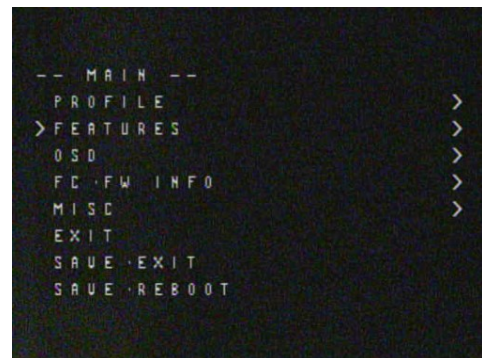 -- MAIN --
PROFILE >
>FEATURES >
OSD >
FC·FW INFO >
MISC >
EXIT
SAVE·EXIT
SAVE·REBOOT